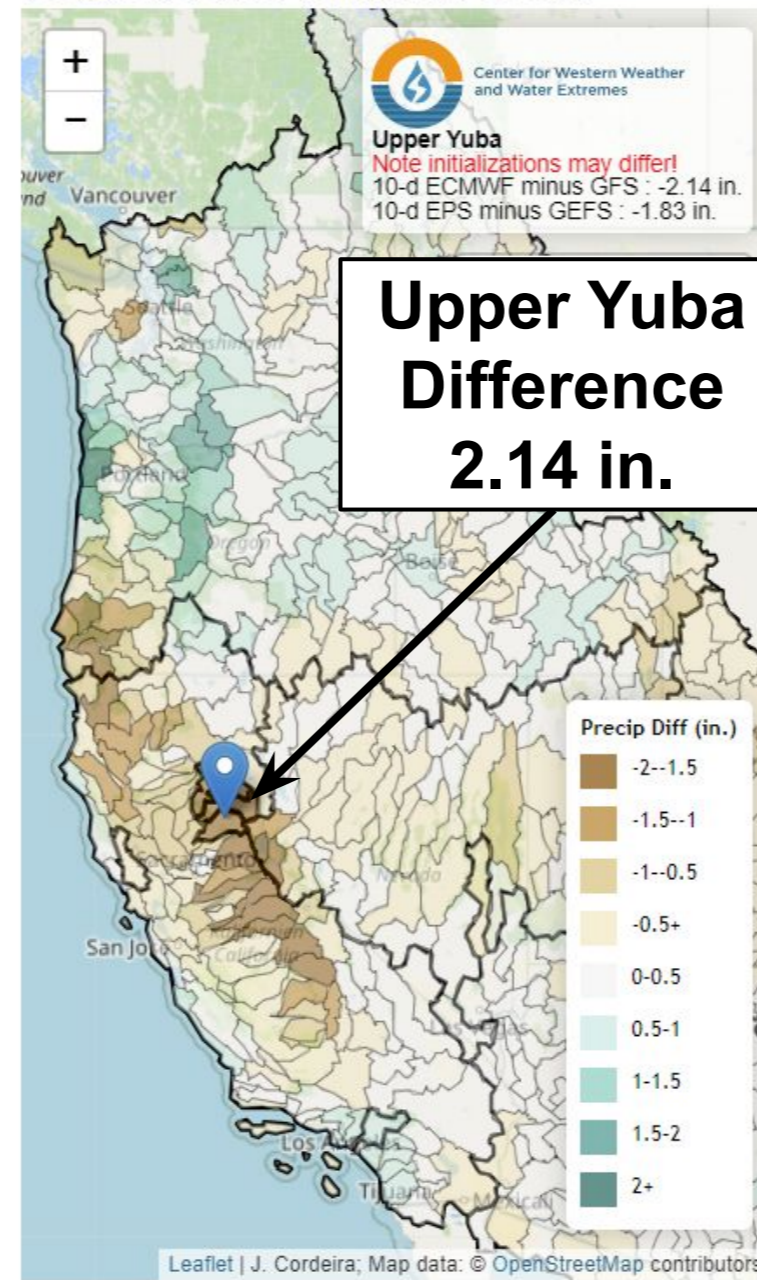 +
−
Center for Western Weather
and Water Extremes
Upper Yuba
Note initializations may differ!
10-d ECMWF minus GFS : -2.14 in.
10-d EPS minus GEFS : -1.83 in.
Vancouver
Seattle
Washington
Upper Yuba
Difference
2.14 in.
Portland
Oregon
Boise
Sacramento
Nevada
San Jose
California
Las Vegas
Los Angeles
Tijuana
Mexicali
Precip Diff (in.)
-2--1.5
-1.5--1
-1--0.5
-0.5+
0-0.5
0.5-1
1-1.5
1.5-2
2+
Leaflet | J. Cordeira; Map data: © OpenStreetMap contributors